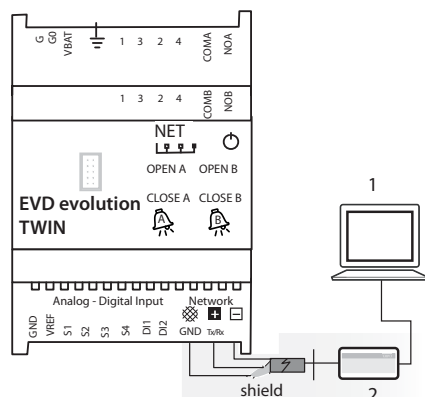 G G0 VBAT 1 3 2 4 COMA NOA
1 3 2 4 COMB NOB
NET
OPEN A OPEN B
CLOSE A CLOSE B
EVD evolution
TWIN
A B
Analog - Digital Input Network
GND VREF S1 S2 S3 S4 DI1 DI2 GND Tx/Rx
shield
1
2